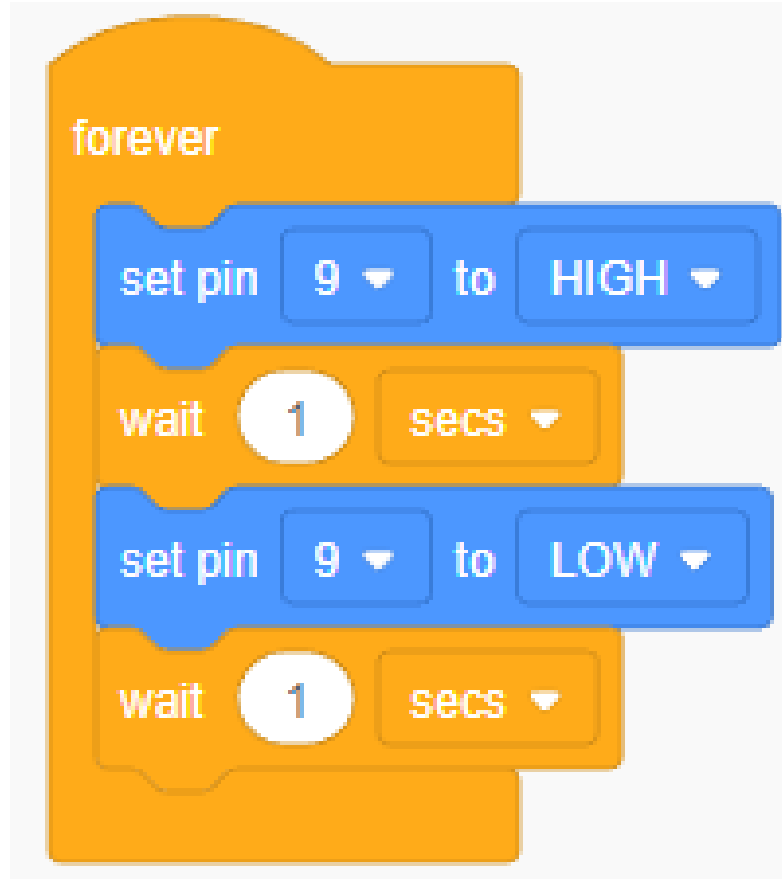 forever
set pin 9 to HIGH
wait 1 secs
set pin 9 to LOW
wait 1 secs